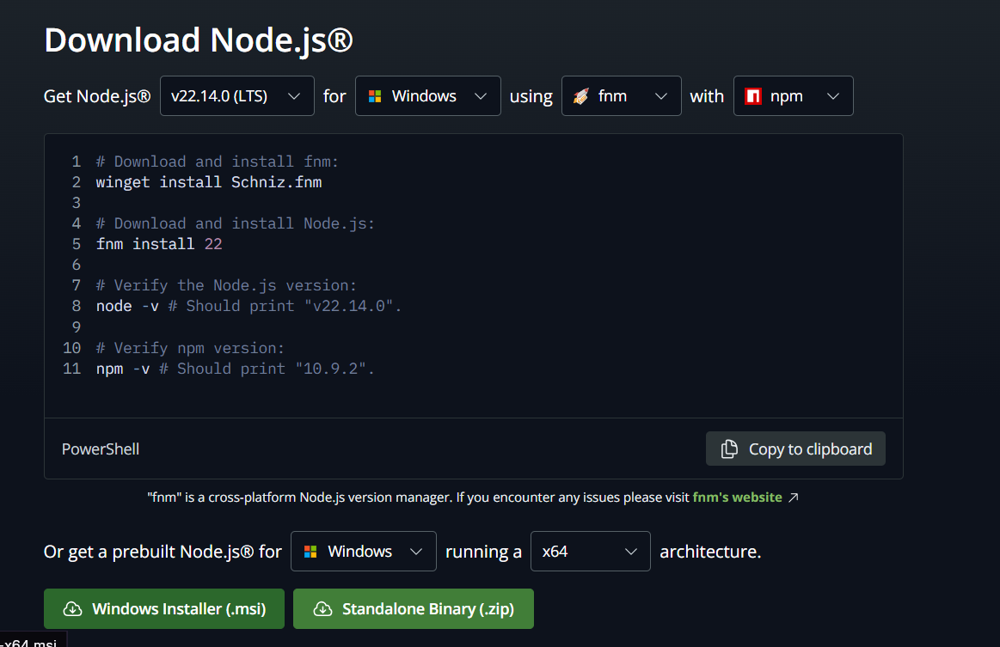 Download Node.js®
Get Node.js® v22.14.0 (LTS) for Windows using fnm with npm
1 # Download and install fnm:
2 winget install Schniz.fnm
3
4 # Download and install Node.js:
5 fnm install 22
6
7 # Verify the Node.js version:
8 node -v # Should print "v22.14.0".
9
10 # Verify npm version:
11 npm -v # Should print "10.9.2".
PowerShell Copy to clipboard
"fnm" is a cross-platform Node.js version manager. If you encounter any issues please visit fnm's website
Or get a prebuilt Node.js® for Windows running a x64 architecture.
Windows Installer (.msi) Standalone Binary (.zip)
-x64.msi